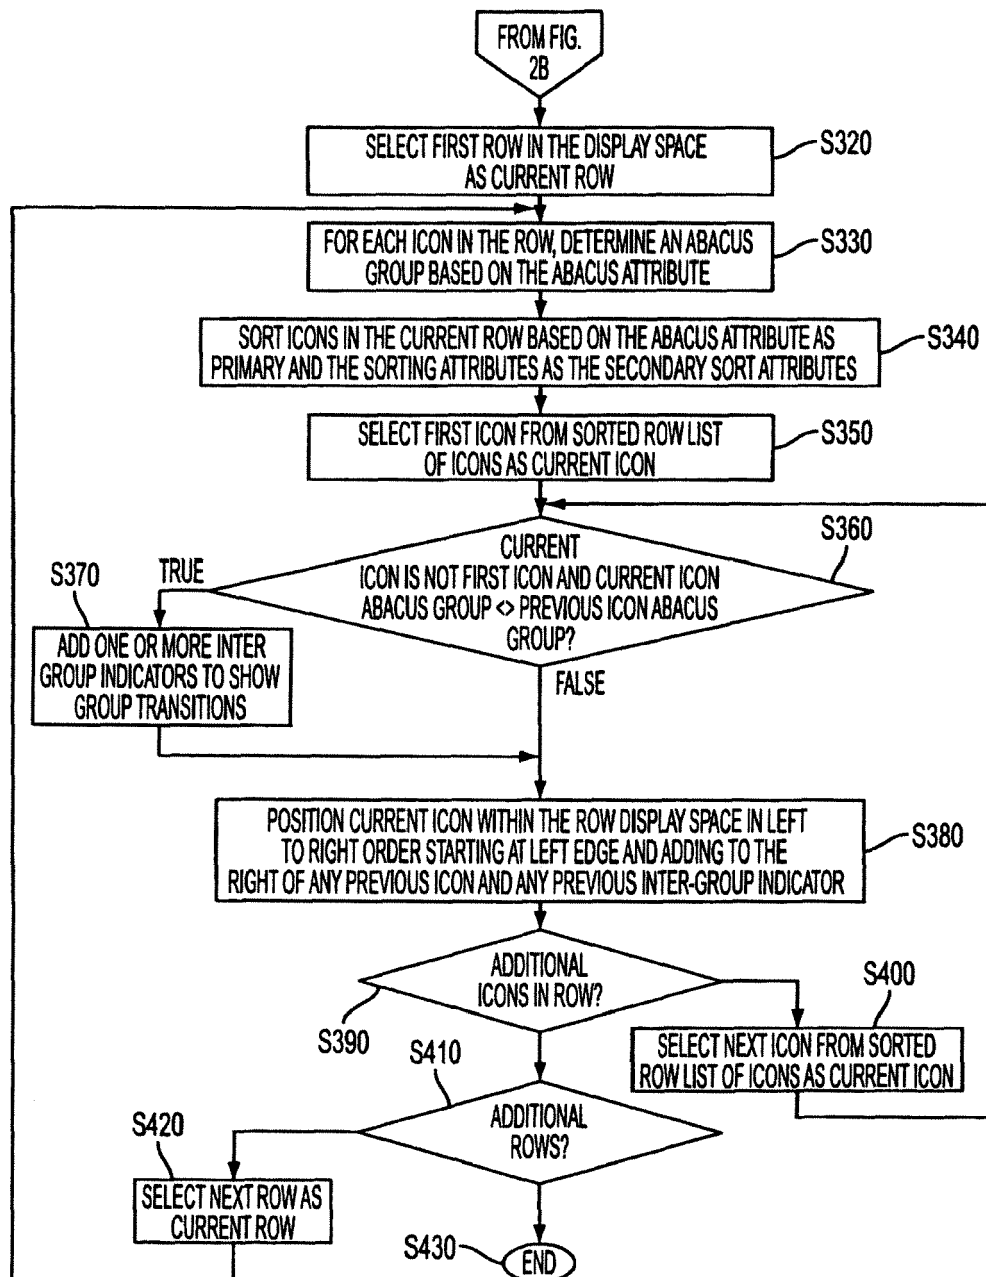 FROM FIG.
2B
SELECT FIRST ROW IN THE DISPLAY SPACE
AS CURRENT ROW
S320
FOR EACH ICON IN THE ROW, DETERMINE AN ABACUS
GROUP BASED ON THE ABACUS ATTRIBUTE
S330
SORT ICONS IN THE CURRENT ROW BASED ON THE ABACUS ATTRIBUTE AS
PRIMARY AND THE SORTING ATTRIBUTES AS THE SECONDARY SORT ATTRIBUTES
S340
SELECT FIRST ICON FROM SORTED ROW LIST
OF ICONS AS CURRENT ICON
S350
CURRENT
ICON IS NOT FIRST ICON AND CURRENT ICON
ABACUS GROUP <> PREVIOUS ICON ABACUS
GROUP?
S360
TRUE
S370
ADD ONE OR MORE INTER
GROUP INDICATORS TO SHOW
GROUP TRANSITIONS
FALSE
POSITION CURRENT ICON WITHIN THE ROW DISPLAY SPACE IN LEFT
TO RIGHT ORDER STARTING AT LEFT EDGE AND ADDING TO THE
RIGHT OF ANY PREVIOUS ICON AND ANY PREVIOUS INTER-GROUP INDICATOR
S380
ADDITIONAL
ICONS IN ROW?
S390
S400
SELECT NEXT ICON FROM SORTED
ROW LIST OF ICONS AS CURRENT ICON
S410
ADDITIONAL
ROWS?
S420
SELECT NEXT ROW AS
CURRENT ROW
S430
END